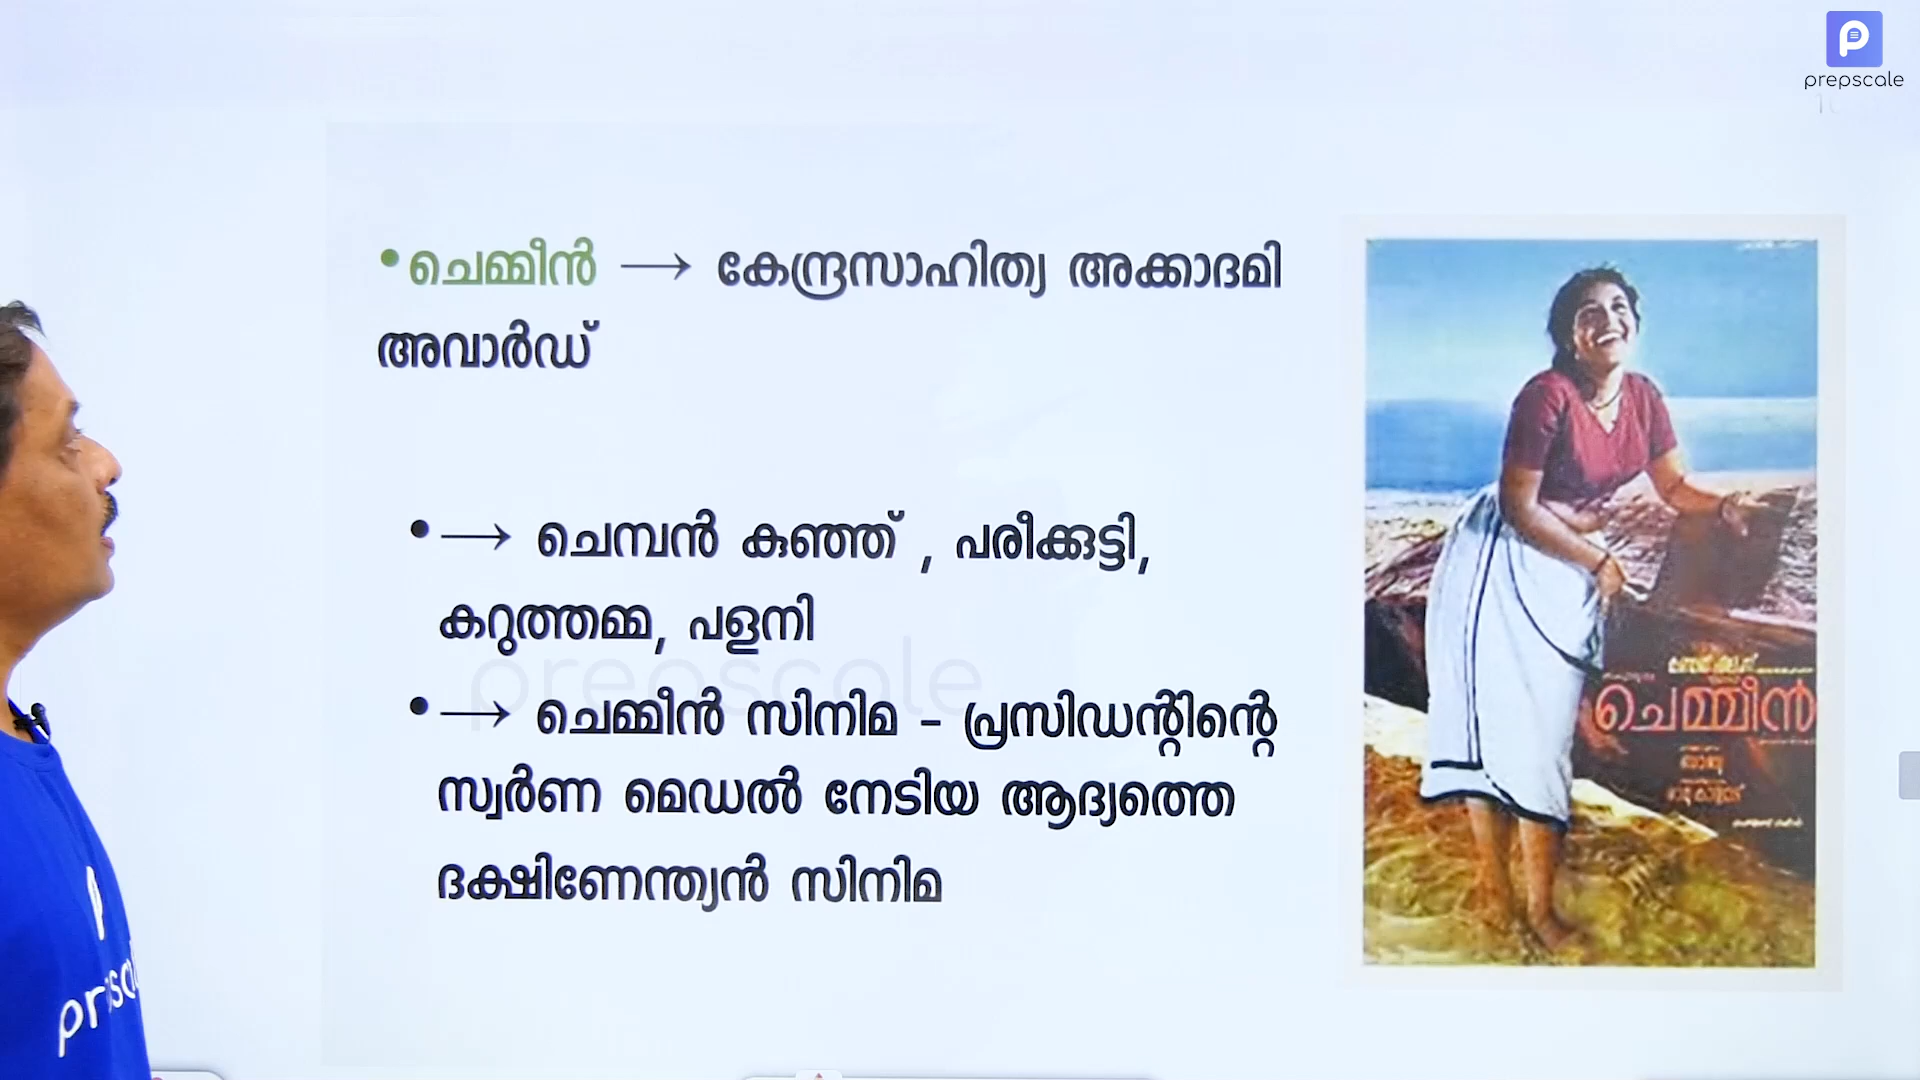 prepscale
•ചെമ്മീൻ → കേന്ദ്രസാഹിത്യ അക്കാദമി
അവാർഡ്
•→ ചെമ്പൻ കുഞ്ഞ് , പരീക്കുട്ടി,
കറുത്തമ്മ, പളനി
prepscale
•→ ചെമ്മീൻ സിനിമ – പ്രസിഡന്റിന്റെ
സ്വർണ മെഡൽ നേടിയ ആദ്യത്തെ
ദക്ഷിണേന്ത്യൻ സിനിമ
ചെമ്മീൻ